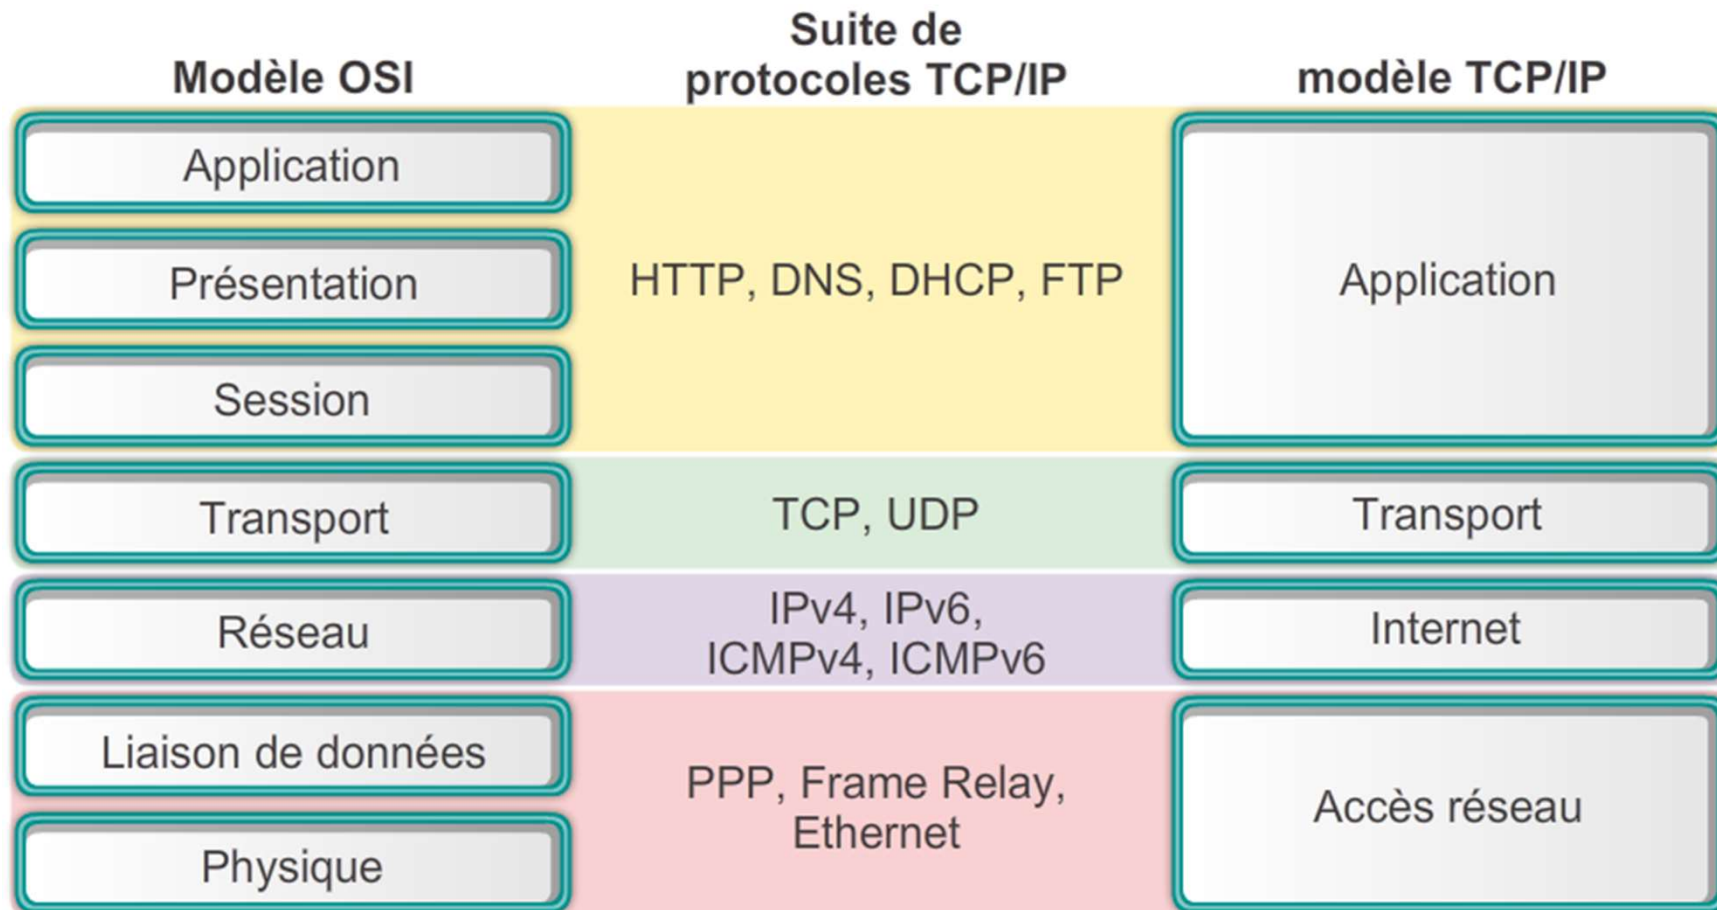 Modèle OSI
Suite de
protocoles TCP/IP
modèle TCP/IP
Application
Présentation
Session
HTTP, DNS, DHCP, FTP
Application
Transport
TCP, UDP
Transport
Réseau
IPv4, IPv6,
ICMPv4, ICMPv6
Internet
Liaison de données
Physique
PPP, Frame Relay,
Ethernet
Accès réseau